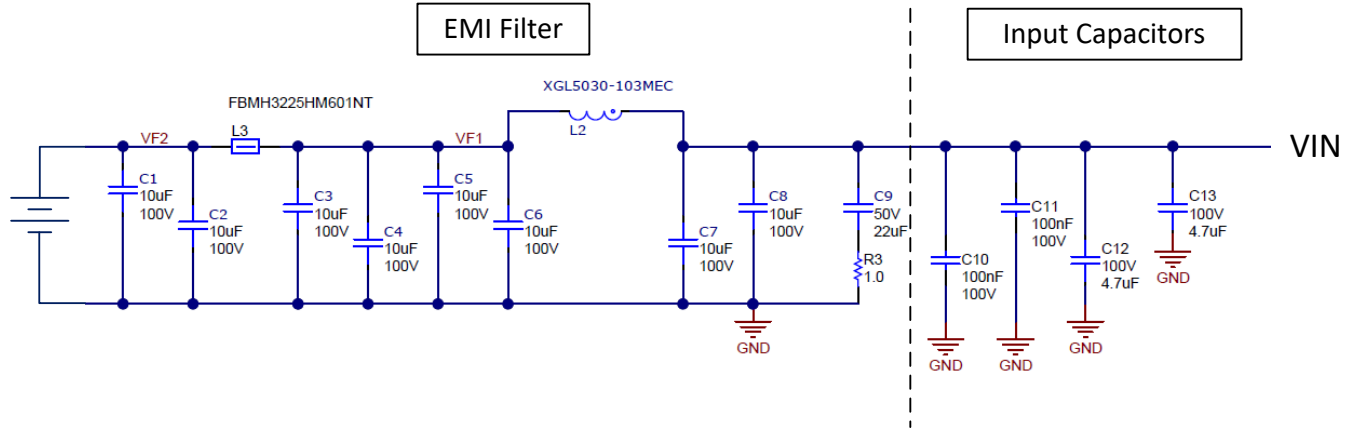 EMI Filter
Input Capacitors
XGL5030-103MEC
FBMH3225HM601NT
L3
L2
VF2
VF1
VIN
C1
10uF
100V
C2
10uF
100V
C3
10uF
100V
C4
10uF
100V
C5
10uF
100V
C6
10uF
100V
C7
10uF
100V
C8
10uF
100V
C9
50V
22uF
R3
1.0
GND
C10
100nF
100V
GND
C11
100nF
100V
GND
C12
100V
4.7uF
GND
C13
100V
4.7uF
GND